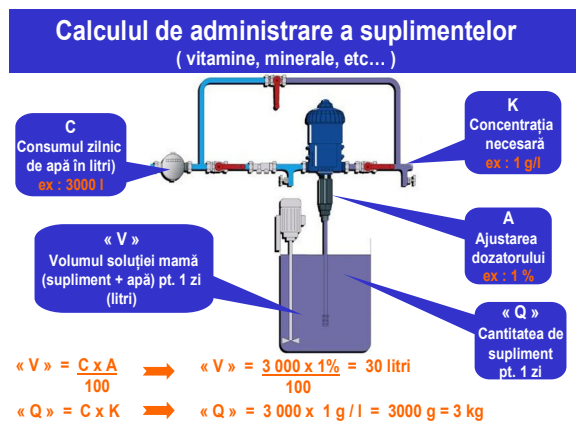 Calculul de administrare a suplimentelor
( vitamine, minerale, etc… )
C
Consumul zilnic
de apă în litri)
ex : 3000 l
K
Concentrația
necesară
ex : 1 g/l
A
Ajustarea
dozatorului
ex : 1 %
« V »
Volumul soluției mamă
(supliment + apă) pt. 1 zi
(litri)
« Q »
Cantitatea de
supliment
pt. 1 zi
« V » = C x A
100
« V » = 3 000 x 1% = 30 litri
100
« Q » = C x K
« Q » = 3 000 x 1 g / l = 3000 g = 3 kg